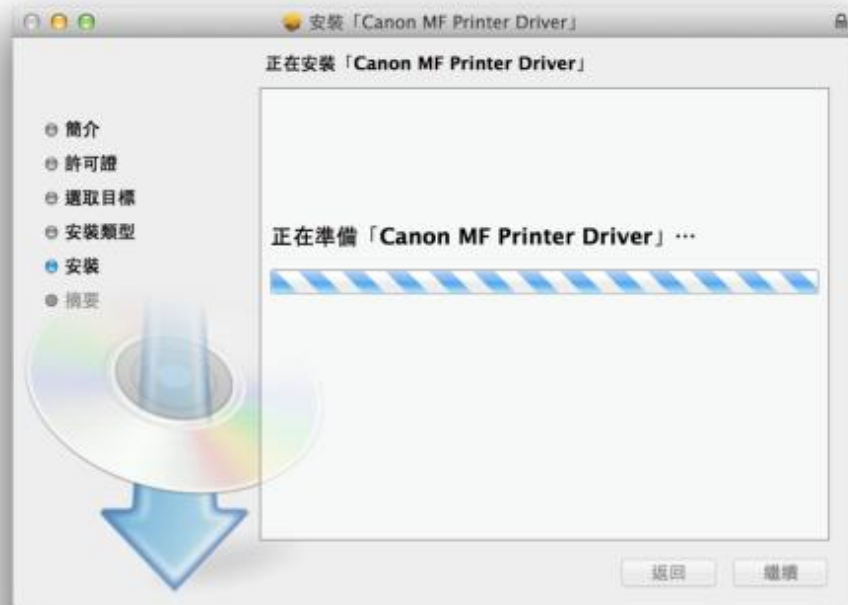 安裝「Canon MF Printer Driver」
正在安裝「Canon MF Printer Driver」
簡介
許可證
選取目標
安裝類型
安裝
摘要
正在準備「Canon MF Printer Driver」⋯
返回
繼續